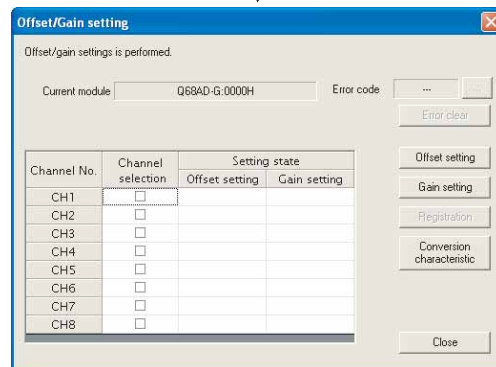 Offset/Gain setting
Offset/gain settings is performed.
Current module Q68AD-G:0000H Error code ...
Error clear
Channel No. Channel selection Setting state
Offset setting Gain setting
CH1
CH2
CH3
CH4
CH5
CH6
CH7
CH8
Offset setting
Gain setting
Registration
Conversion
characteristic
Close